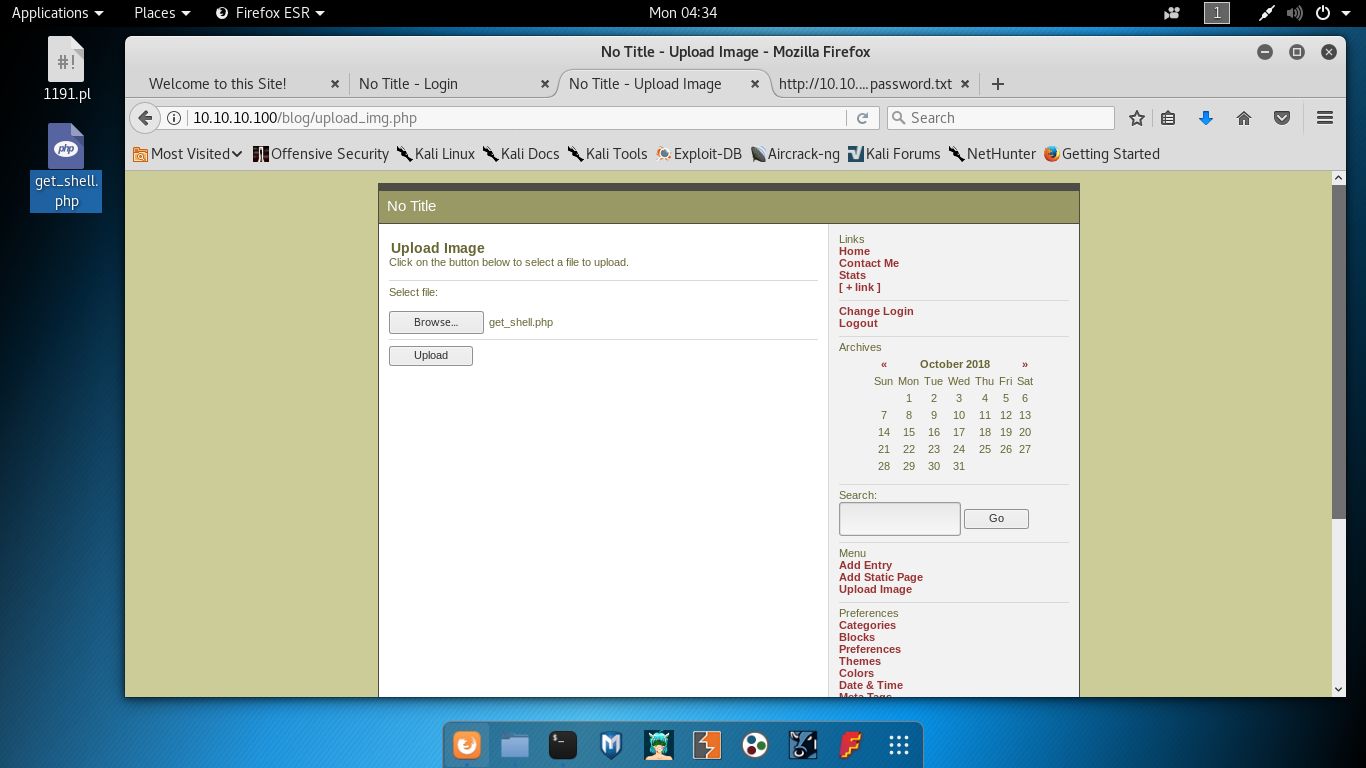 Applications Places Firefox ESR Mon 04:34 1
#!
1191.pl
php
get_shell.
php
No Title - Upload Image - Mozilla Firefox
Welcome to this Site! No Title - Login No Title - Upload Image http://10.10....password.txt
10.10.10.100/blog/upload_img.php Search
Most Visited Offensive Security Kali Linux Kali Docs Kali Tools Exploit-DB Aircrack-ng Kali Forums NetHunter Getting Started
No Title
Upload Image
Click on the button below to select a file to upload.
Select file:
Browse... get_shell.php
Upload
Links
Home
Contact Me
Stats
[ + link ]
Change Login
Logout
Archives
« October 2018 »
Sun Mon Tue Wed Thu Fri Sat
1 2 3 4 5 6
7 8 9 10 11 12 13
14 15 16 17 18 19 20
21 22 23 24 25 26 27
28 29 30 31
Search:
Go
Menu
Add Entry
Add Static Page
Upload Image
Preferences
Categories
Blocks
Preferences
Themes
Colors
Date & Time
Meta Tags
$_